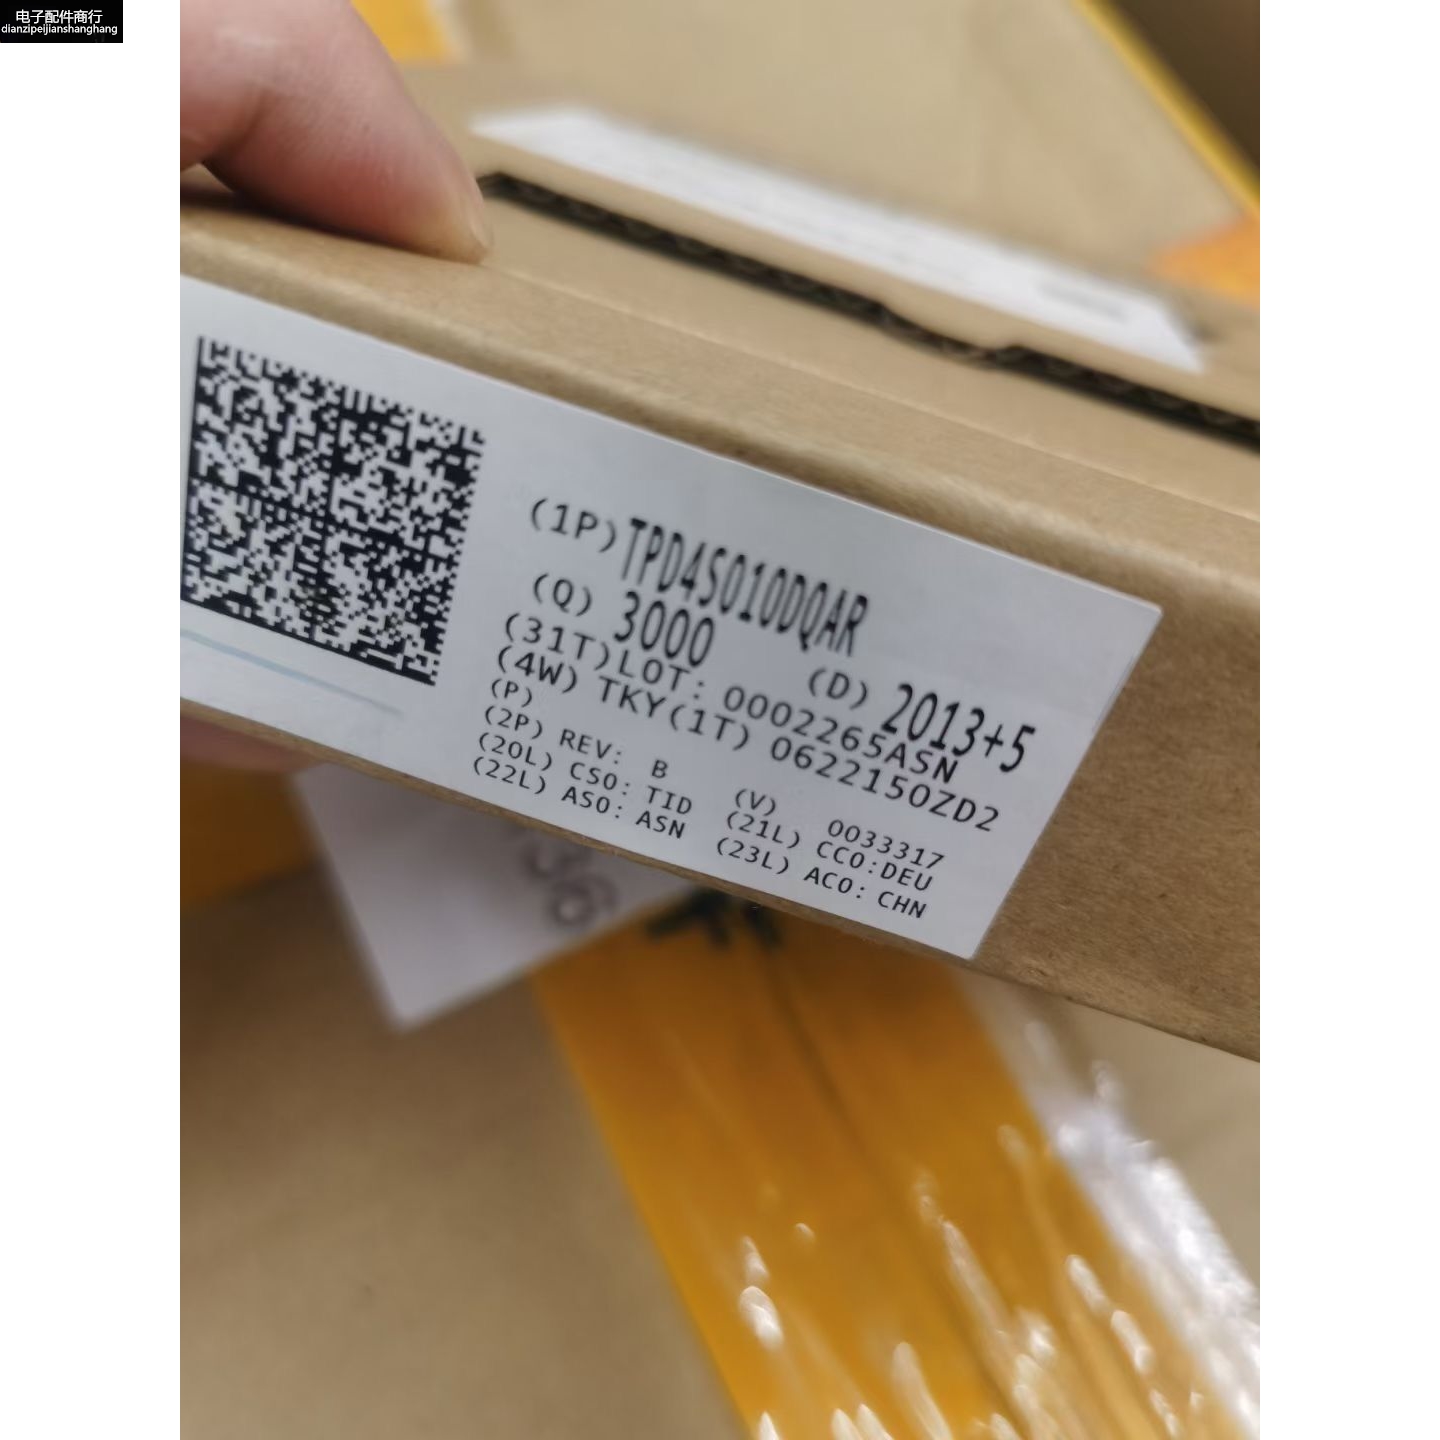 电子配件商行
dianzipeijianshanghang
(1P) TPD4S010DQAR
(Q) 3000 (D) 2013+5
(31T)LOT: 0002265ASN
(4W) TKY(1T) 0622150ZD2
(P)
(2P) REV: B (V) 0033317
(20L) CSO: TID (21L) CCO:DEU
(22L) ASO: ASN (23L) ACO: CHN
36